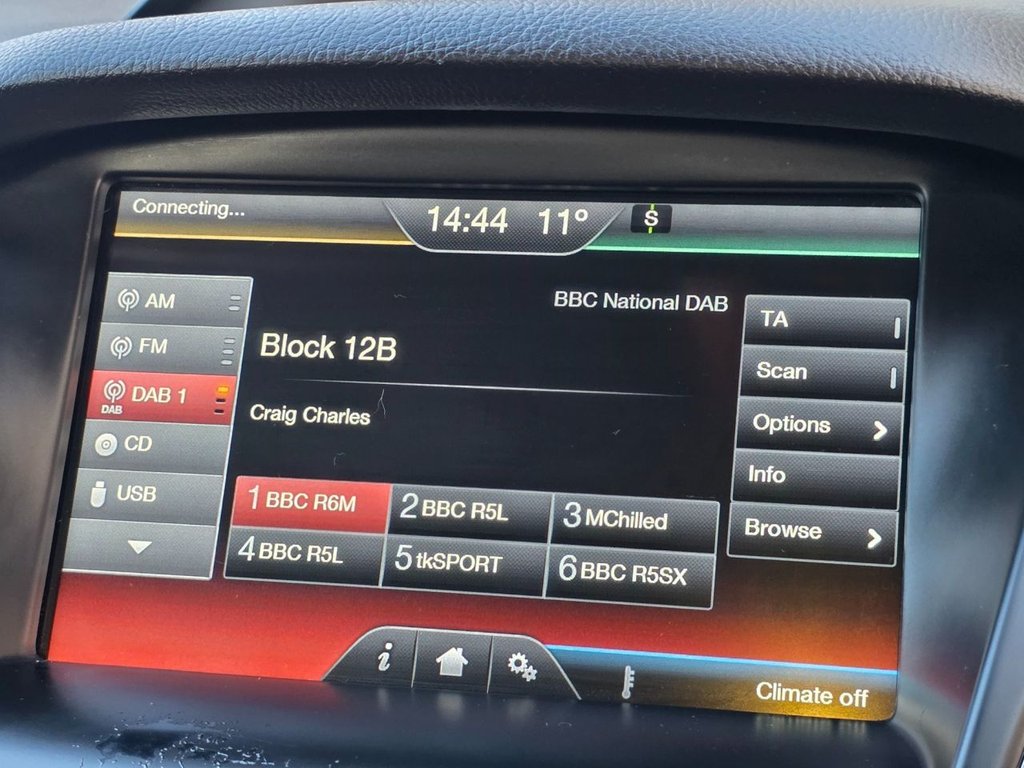 Connecting...
14:44 11° S
AM
FM
DAB 1
DAB
CD
USB
BBC National DAB
Block 12B
Craig Charles
1 BBC R6M 2 BBC R5L 3 MChilled
4 BBC R5L 5 tkSPORT 6 BBC R5SX
TA
Scan
Options
Info
Browse
i
Climate off